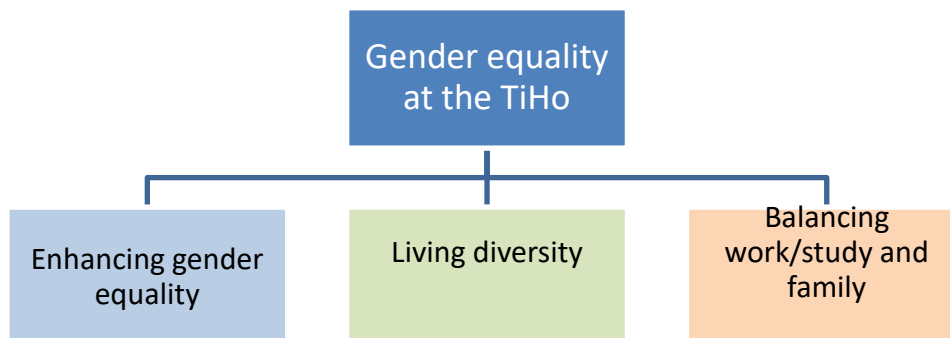 Gender equality
at the TiHo
Enhancing gender
equality
Living diversity
Balancing
work/study and
family